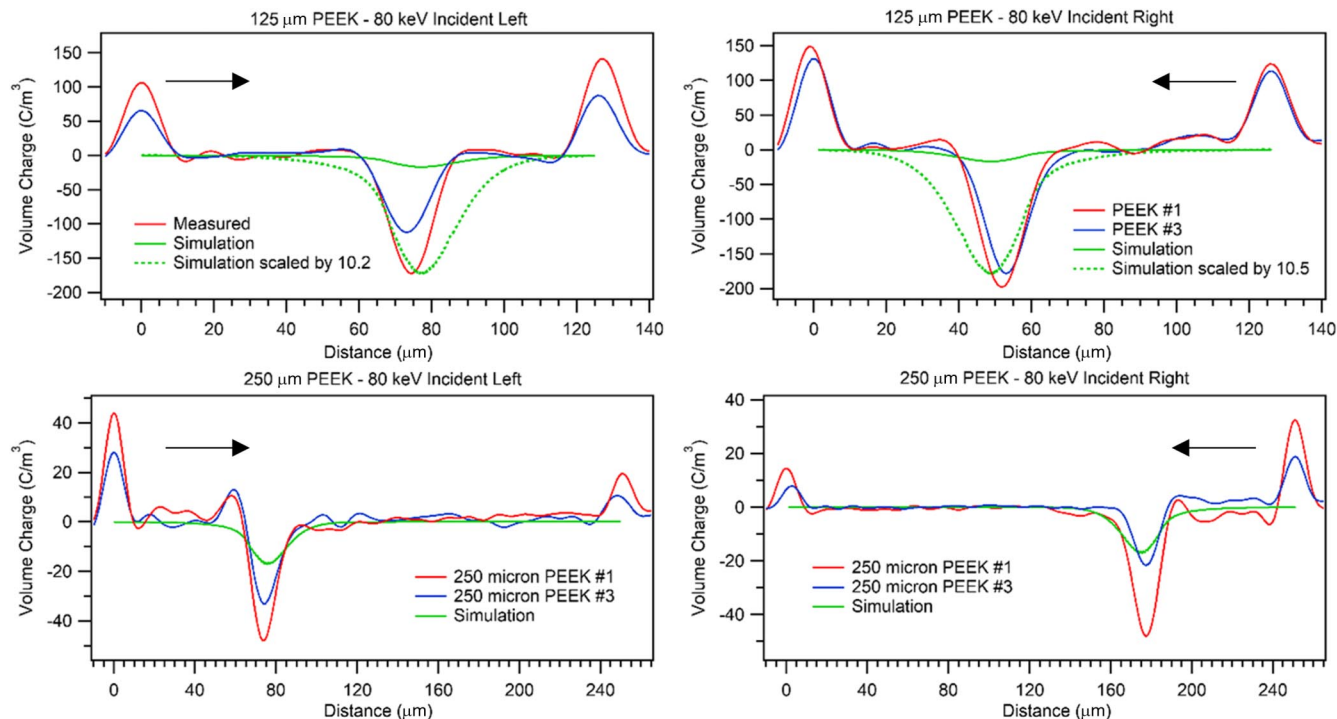 125 µm PEEK - 80 keV Incident Left
Volume Charge (C/m³)
150
100
50
0
-50
-100
-150
-200
Measured
Simulation
Simulation scaled by 10.2
0 20 40 60 80 100 120 140
Distance (µm)
125 µm PEEK - 80 keV Incident Right
Volume Charge (C/m³)
150
100
50
0
-50
-100
-150
-200
PEEK #1
PEEK #3
Simulation
Simulation scaled by 10.5
0 20 40 60 80 100 120 140
Distance (µm)
250 µm PEEK - 80 keV Incident Left
Volume Charge (C/m³)
40
20
0
-20
-40
250 micron PEEK #1
250 micron PEEK #3
Simulation
0 40 80 120 160 200 240
Distance (µm)
250 µm PEEK - 80 keV Incident Right
Volume Charge (C/m³)
40
20
0
-20
-40
250 micron PEEK #1
250 micron PEEK #3
Simulation
0 40 80 120 160 200 240
Distance (µm)